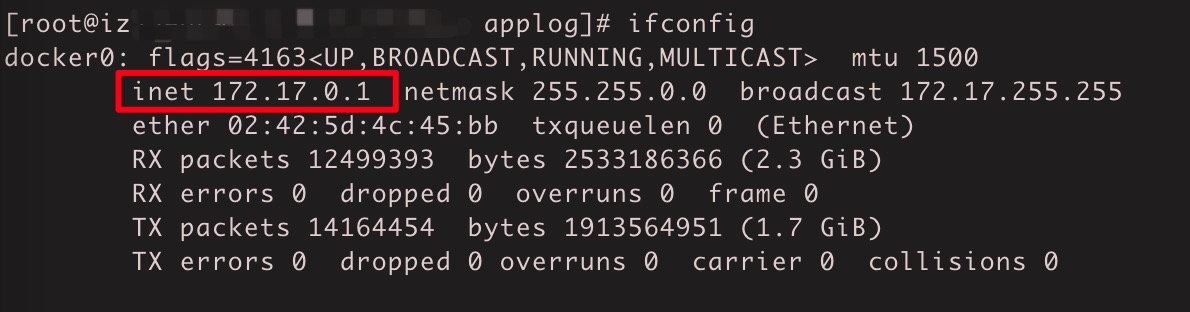 [root@iz applog]# ifconfig
docker0: flags=4163<UP,BROADCAST,RUNNING,MULTICAST>  mtu 1500
        inet 172.17.0.1  netmask 255.255.0.0  broadcast 172.17.255.255
        ether 02:42:5d:4c:45:bb  txqueuelen 0  (Ethernet)
        RX packets 12499393  bytes 2533186366 (2.3 GiB)
        RX errors 0  dropped 0  overruns 0  frame 0
        TX packets 14164454  bytes 1913564951 (1.7 GiB)
        TX errors 0  dropped 0 overruns 0  carrier 0  collisions 0